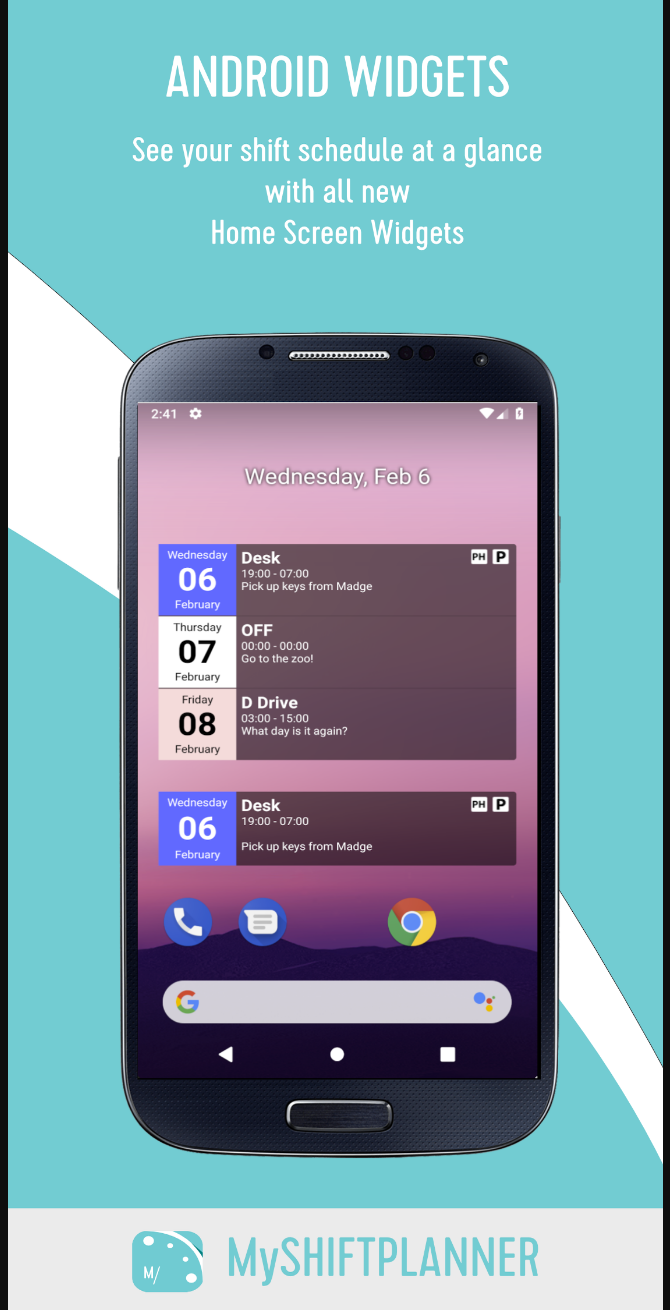 ANDROID WIDGETS
See your shift schedule at a glance
with all new
Home Screen Widgets
2:41
Wednesday, Feb 6
Wednesday
06
February
Desk
19:00 - 07:00
Pick up keys from Madge
PH P
Thursday
07
February
OFF
00:00 - 00:00
Go to the zoo!
Friday
08
February
D Drive
03:00 - 15:00
What day is it again?
Wednesday
06
February
Desk
19:00 - 07:00
Pick up keys from Madge
PH P
G
M/
MySHIFTPLANNER